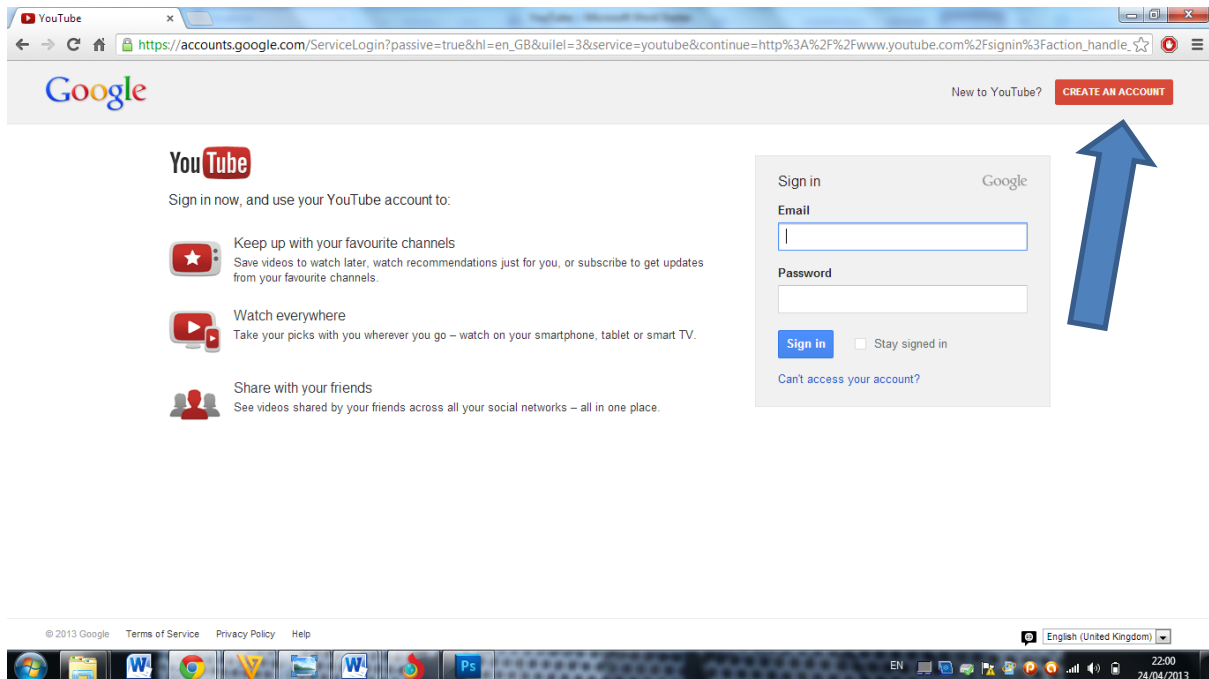 YouTube
https://accounts.google.com/ServiceLogin?passive=true&hl=en_GB&uilel=3&service=youtube&continue=http%3A%2F%2Fwww.youtube.com%2Fsignin%3Faction_handle_
Google
New to YouTube?
CREATE AN ACCOUNT
YouTube
Sign in now, and use your YouTube account to:
Keep up with your favourite channels
Save videos to watch later, watch recommendations just for you, or subscribe to get updates
from your favourite channels.
Watch everywhere
Take your picks with you wherever you go – watch on your smartphone, tablet or smart TV.
Share with your friends
See videos shared by your friends across all your social networks – all in one place.
Sign in Google
Email
Password
Sign in Stay signed in
Can't access your account?
© 2013 Google Terms of Service Privacy Policy Help
English (United Kingdom)
W W Ps EN 22:00
24/04/2013